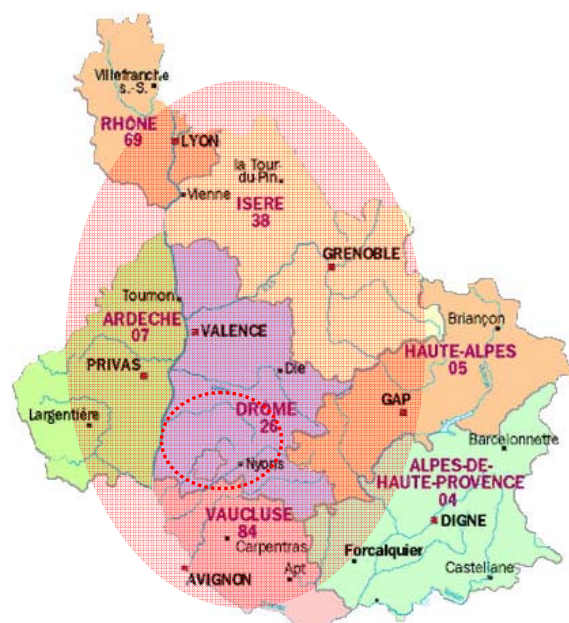 Villefranche
s.-S.
RHÔNE
69
LYON
la Tour-
du-Pin
Vienne
ISERE
38
GRENOBLE
Tournon
ARDECHE
07
VALENCE
Briançon
HAUTE-ALPES
05
PRIVAS
Die
GAP
Largentière
DRÔME
26
Barcelonnette
Nyons
ALPES-DE-
HAUTE-PROVENCE
04
VAUCLUSE
84
DIGNE
Carpentras
Forcalquier
AVIGNON
Apt
Castellane